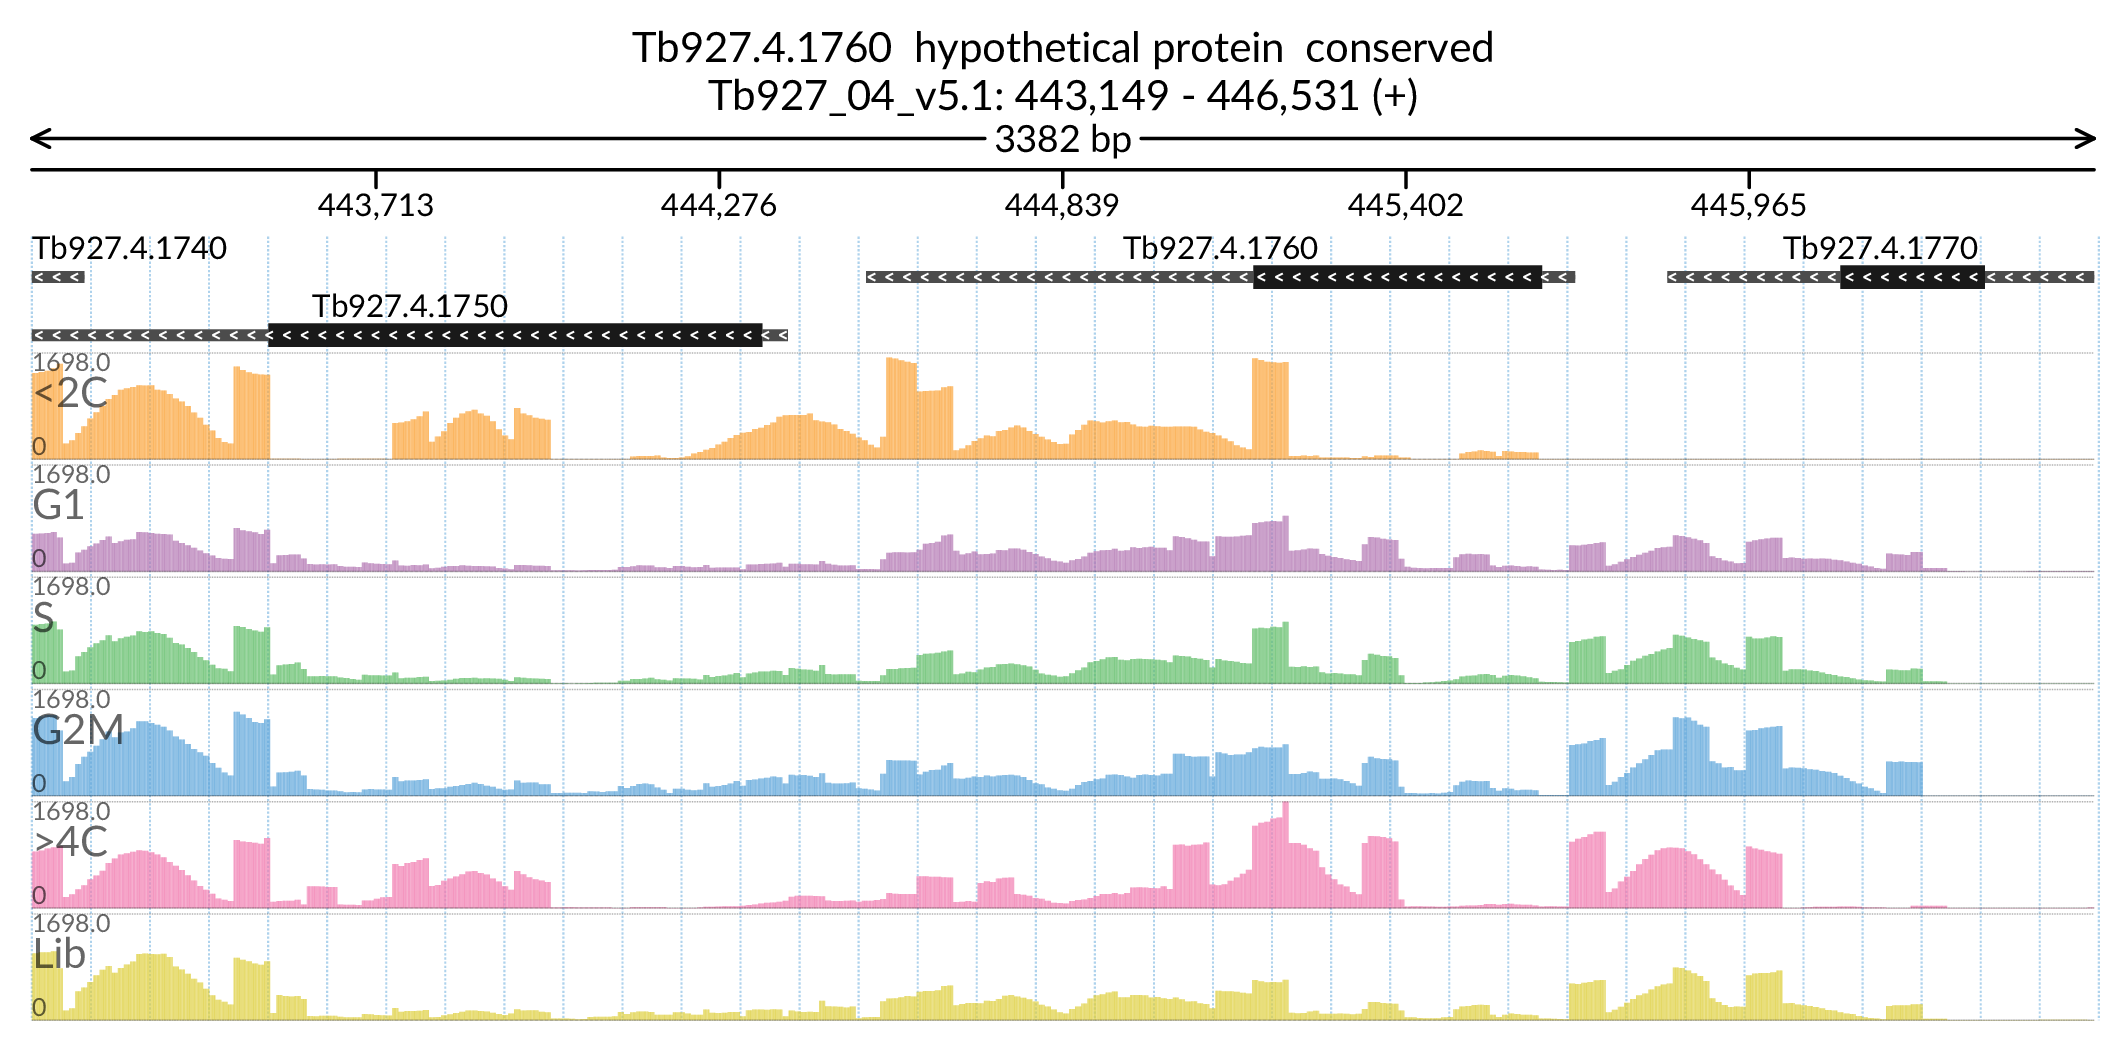 Tb927.4.1760 hypothetical protein conserved
Tb927_04_v5.1: 443,149 - 446,531 (+)
3382 bp
443,713 444,276 444,839 445,402 445,965
Tb927.4.1740 Tb927.4.1760 Tb927.4.1770
Tb927.4.1750
1698.0
<2C
0
1698.0
G1
0
1698.0
S
0
1698.0
G2M
0
1698.0
>4C
0
1698.0
Lib
0